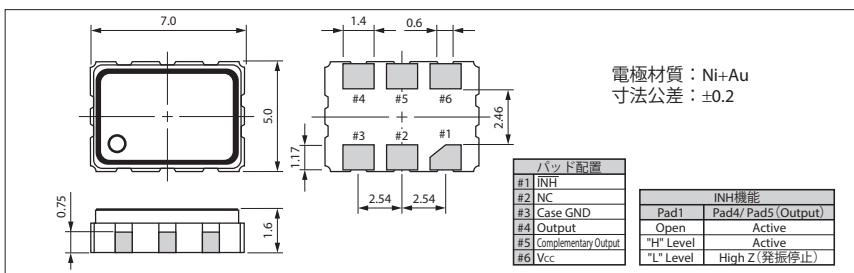 7.0
5.0
0.75
1.6
1.4
0.6
#4 #5 #6
#3 #2 #1
1.17
2.46
2.54 2.54
電極材質：Ni+Au
寸法公差：±0.2
パッド配置
#1 INH
#2 NC
#3 Case GND
#4 Output
#5 Complementary Output
#6 Vcc
INH機能
Pad1 Pad4/ Pad5（Output）
Open Active
"H" Level Active
"L" Level High Z（発振停止）